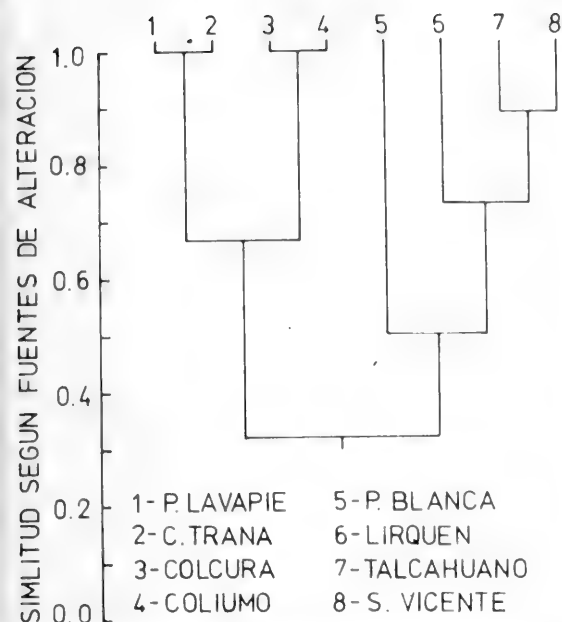 1 2 3 4 5 6 7 8
SIMLITUD SEGUN FUENTES DE ALTERACION
1.0
0.8
0.6
0.4
0.2
0.0
1-P. LAVAPIE 5-P. BLANCA
2-C. TRANA 6-LIRQUEN
3-COLCURA 7-TALCAHUANO
4-COLIUMO 8-S. VICENTE